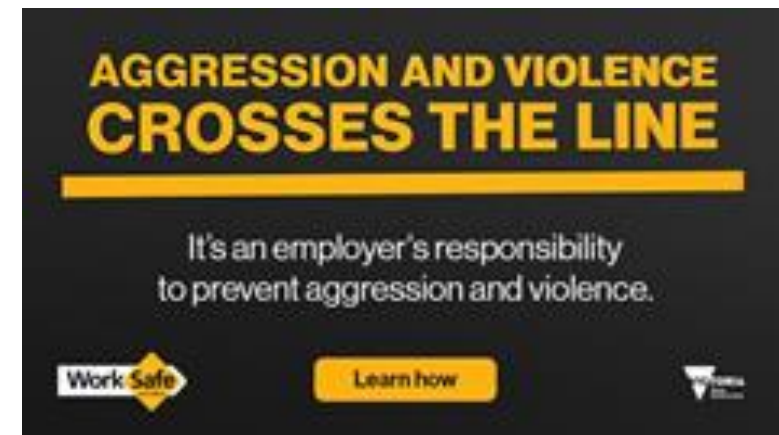 AGGRESSION AND VIOLENCE
CROSSES THE LINE
It's an employer's responsibility
to prevent aggression and violence.
WorkSafe
Learn how